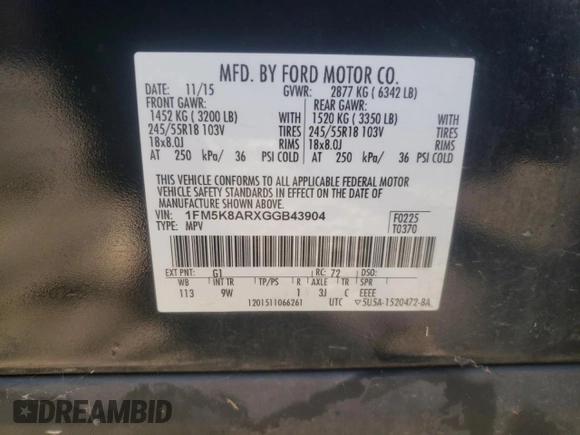 MFD. BY FORD MOTOR CO.
DATE: 11/15 GVWR: 2877 KG ( 6342 LB)
FRONT GAWR: REAR GAWR:
1452 KG ( 3200 LB) WITH 1520 KG ( 3350 LB) WITH
245/55R18 103V TIRES 245/55R18 103V TIRES
18x8.0J RIMS 18x8.0J RIMS
AT 250 kPa/ 36 PSI COLD AT 250 kPa/ 36 PSI COLD
THIS VEHICLE CONFORMS TO ALL APPLICABLE FEDERAL MOTOR
VEHICLE SAFETY STANDARDS IN EFFECT ON THE DATE OF
MANUFACTURE SHOWN ABOVE.
VIN: 1FM5K8ARXGGB43904 F0225
TYPE: MPV T0370
EXT PNT: G1 RC: 72 DSO:
WB INT TR TP/PS R AXLE TR SPR
113 9W 1 3J C EEEE
1201511066261 UTC ▽5U5A-1520472-BA
DREAMBID